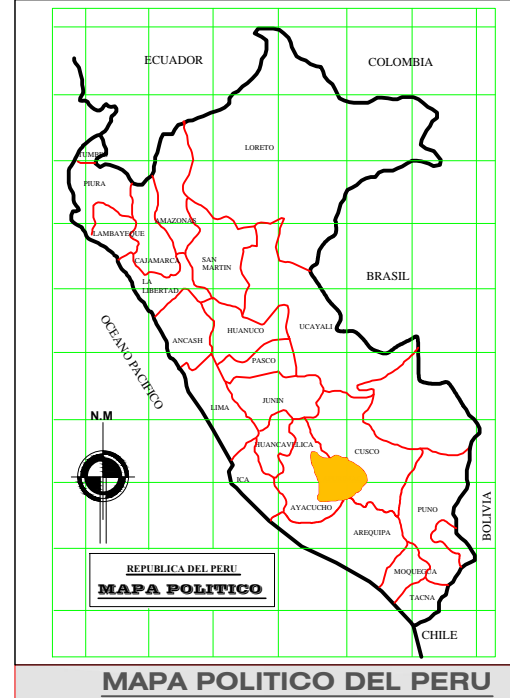 ECUADOR
COLOMBIA
LORETO
TUMBES
PIURA
AMAZONAS
LAMBAYEQUE
CAJAMARCA
SAN
MARTIN
LA
LIBERTAD
BRASIL
OCEANO PACIFICO
HUANUCO
UCAYALI
ANCASH
PASCO
LIMA
JUNIN
N.M
HUANCAVELICA
CUSCO
ICA
AYACUCHO
PUNO
AREQUIPA
BOLIVIA
MOQUEGUA
TACNA
CHILE
REPUBLICA DEL PERU
MAPA POLITICO
MAPA POLITICO DEL PERU